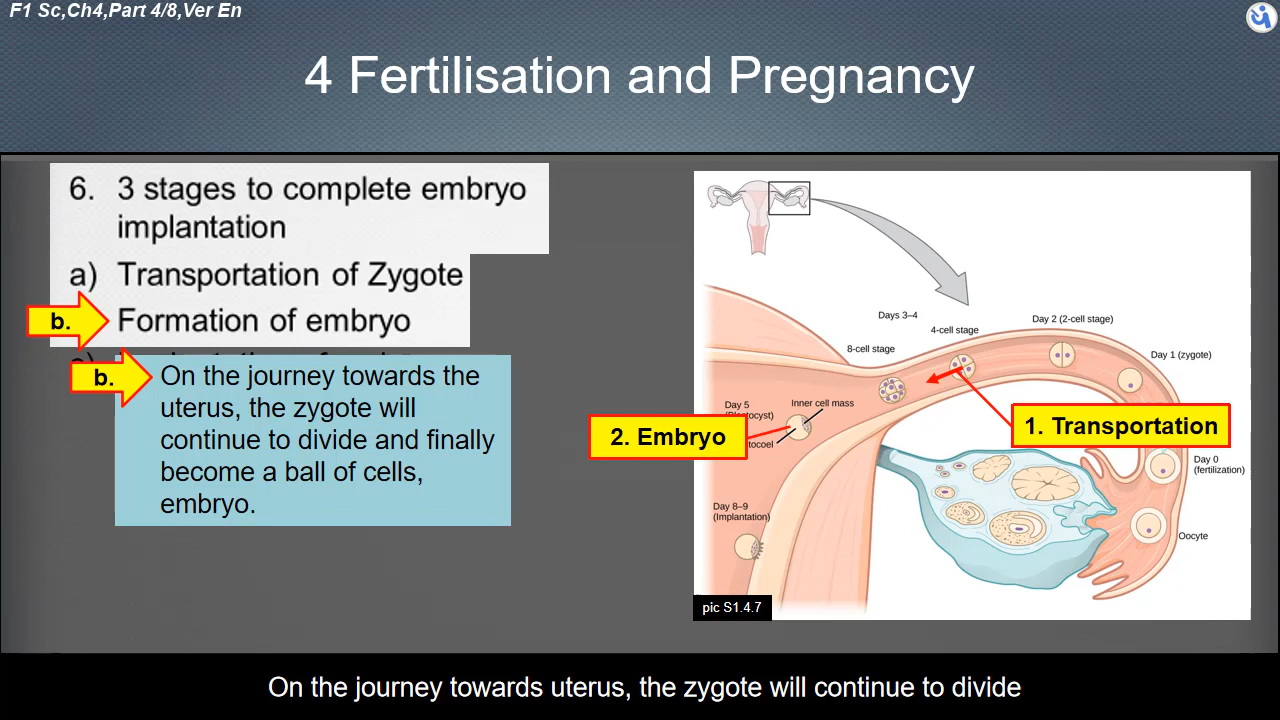 F1 Sc,Ch4,Part 4/8,Ver En
4 Fertilisation and Pregnancy
6. 3 stages to complete embryo
implantation
a) Transportation of Zygote
b.
Formation of embryo
b.
On the journey towards the
uterus, the zygote will
continue to divide and finally
become a ball of cells,
embryo.
Days 3–4
4-cell stage
8-cell stage
Day 2 (2-cell stage)
Day 1 (zygote)
Day 5
Inner cell mass
2. Embryo
1. Transportation
Day 0
(fertilization)
Day 8–9
(Implantation)
Oocyte
pic S1.4.7
On the journey towards uterus, the zygote will continue to divide